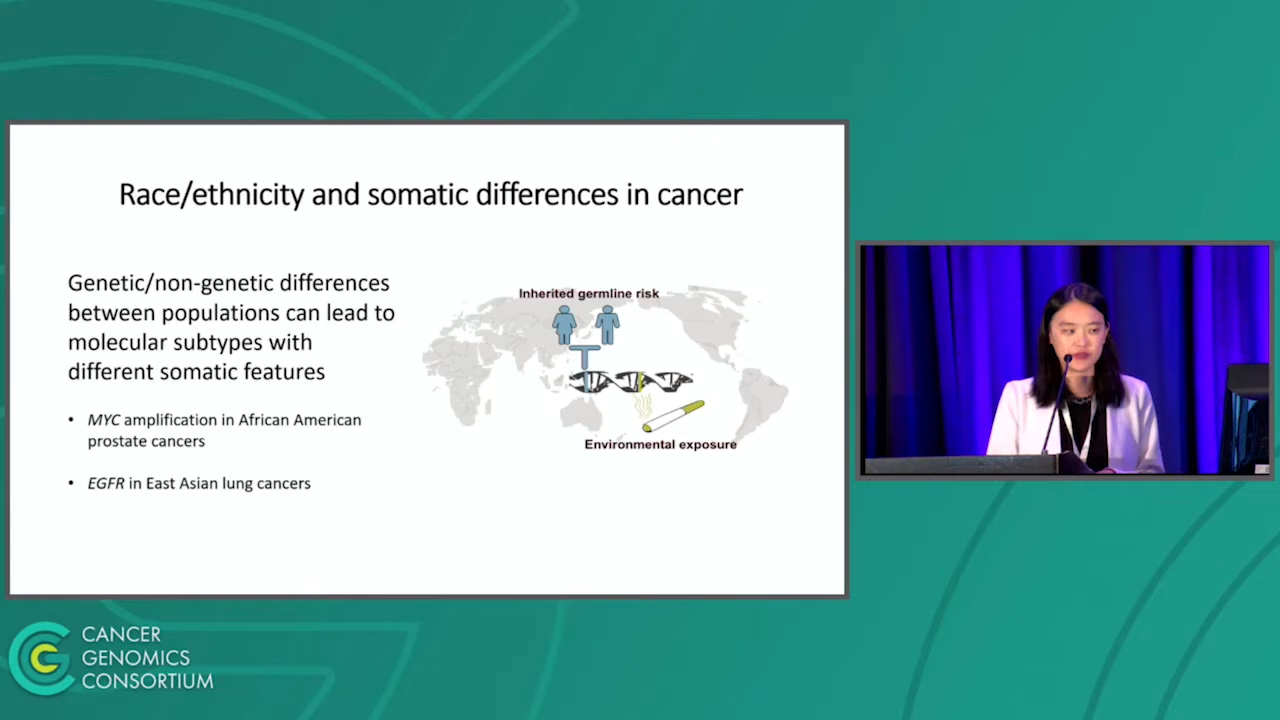 Race/ethnicity and somatic differences in cancer
Genetic/non-genetic differences
between populations can lead to
molecular subtypes with
different somatic features
• MYC amplification in African American
prostate cancers
• EGFR in East Asian lung cancers
Inherited germline risk
Environmental exposure
CANCER
GENOMICS
CONSORTIUM